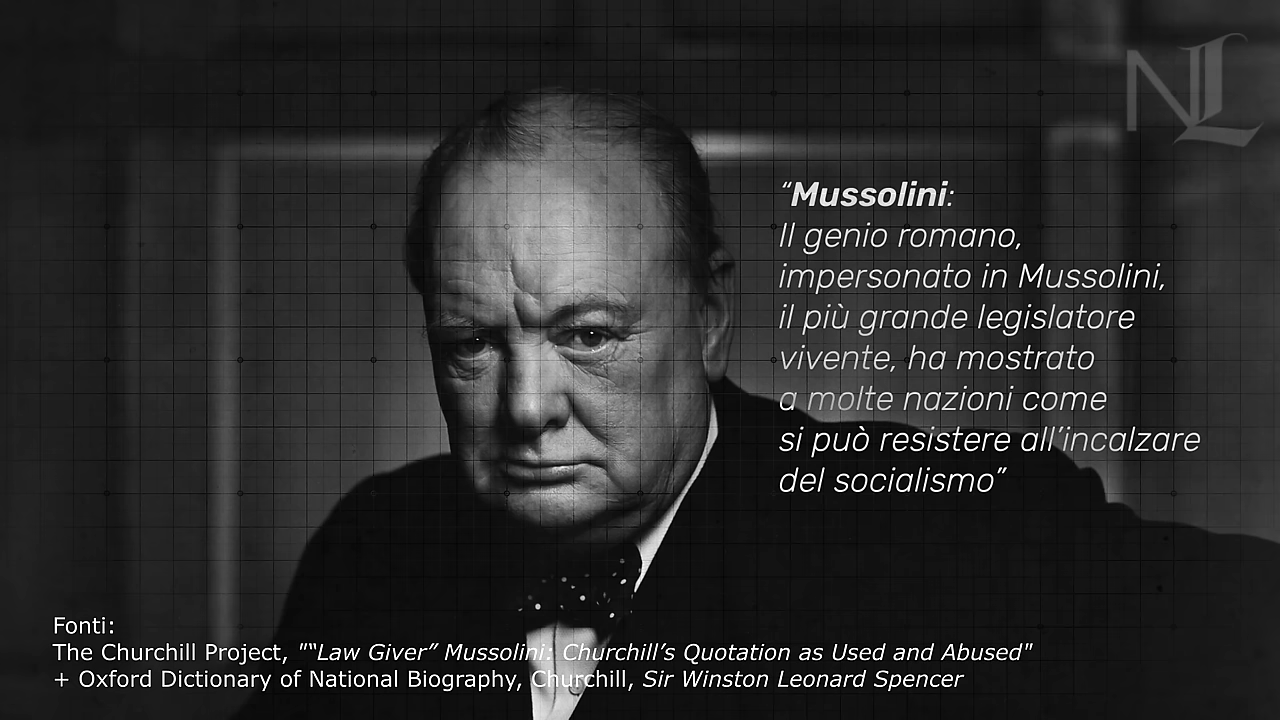 NL
“Mussolini:
Il genio romano,
impersonato in Mussolini,
il più grande legislatore
vivente, ha mostrato
a molte nazioni come
si può resistere all’incalzare
del socialismo”
Fonti:
The Churchill Project, "“Law Giver” Mussolini: Churchill’s Quotation as Used and Abused"
+ Oxford Dictionary of National Biography, Churchill, Sir Winston Leonard Spencer